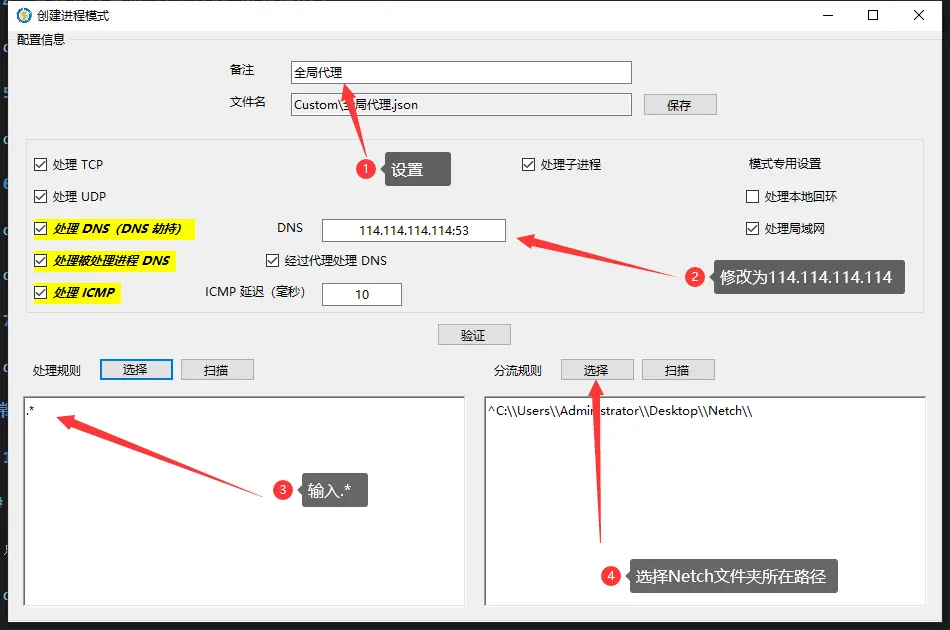 创建进程模式
配置信息
备注
全局代理
文件名
Custom\全局代理.json
保存
1
设置
处理 TCP
处理子进程
模式专用设置
处理 UDP
处理本地回环
处理 DNS（DNS 劫持）
DNS
114.114.114.114:53
处理局域网
处理被处理进程 DNS
经过代理处理 DNS
2
修改为114.114.114.114
处理 ICMP
ICMP 延迟（毫秒）
10
验证
处理规则
选择
扫描
分流规则
选择
扫描
.*
^C:\\Users\\Administrator\\Desktop\\Netch\\
3
输入.*
4
选择Netch文件夹所在路径